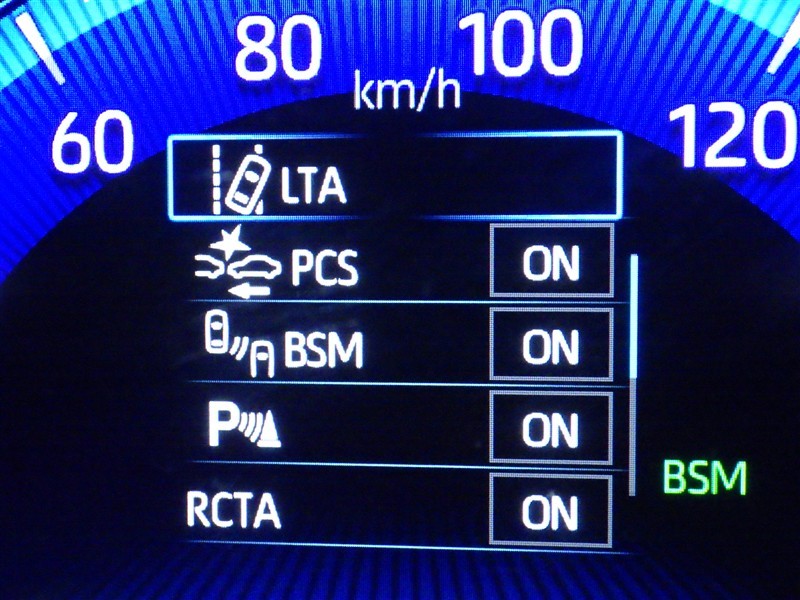 80
100
km/h
60
120
LTA
PCS ON
BSM ON
P ON
BSM
RCTA ON